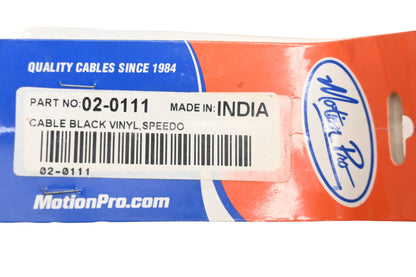 QUALITY CABLES SINCE 1984
PART NO: 02-0111 MADE IN: INDIA
CABLE BLACK VINYL,SPEEDO
02-0111
MotionPro.com
Motion Pro